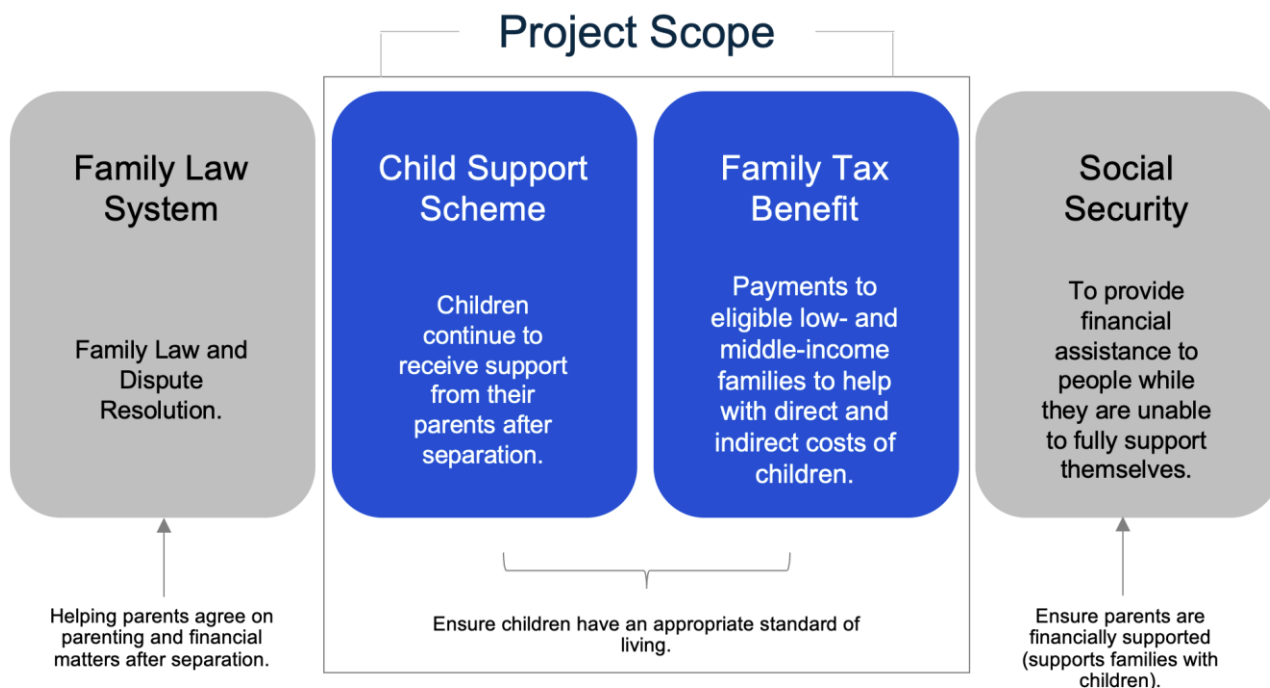 Project Scope
Family Law
System
Family Law and
Dispute
Resolution.
Child Support
Scheme
Children
continue to
receive support
from their
parents after
separation.
Family Tax
Benefit
Payments to
eligible low- and
middle-income
families to help
with direct and
indirect costs of
children.
Social
Security
To provide
financial
assistance to
people while
they are unable
to fully support
themselves.
Helping parents agree on
parenting and financial
matters after separation.
Ensure children have an appropriate standard of
living.
Ensure parents are
financially supported
(supports families with
children).